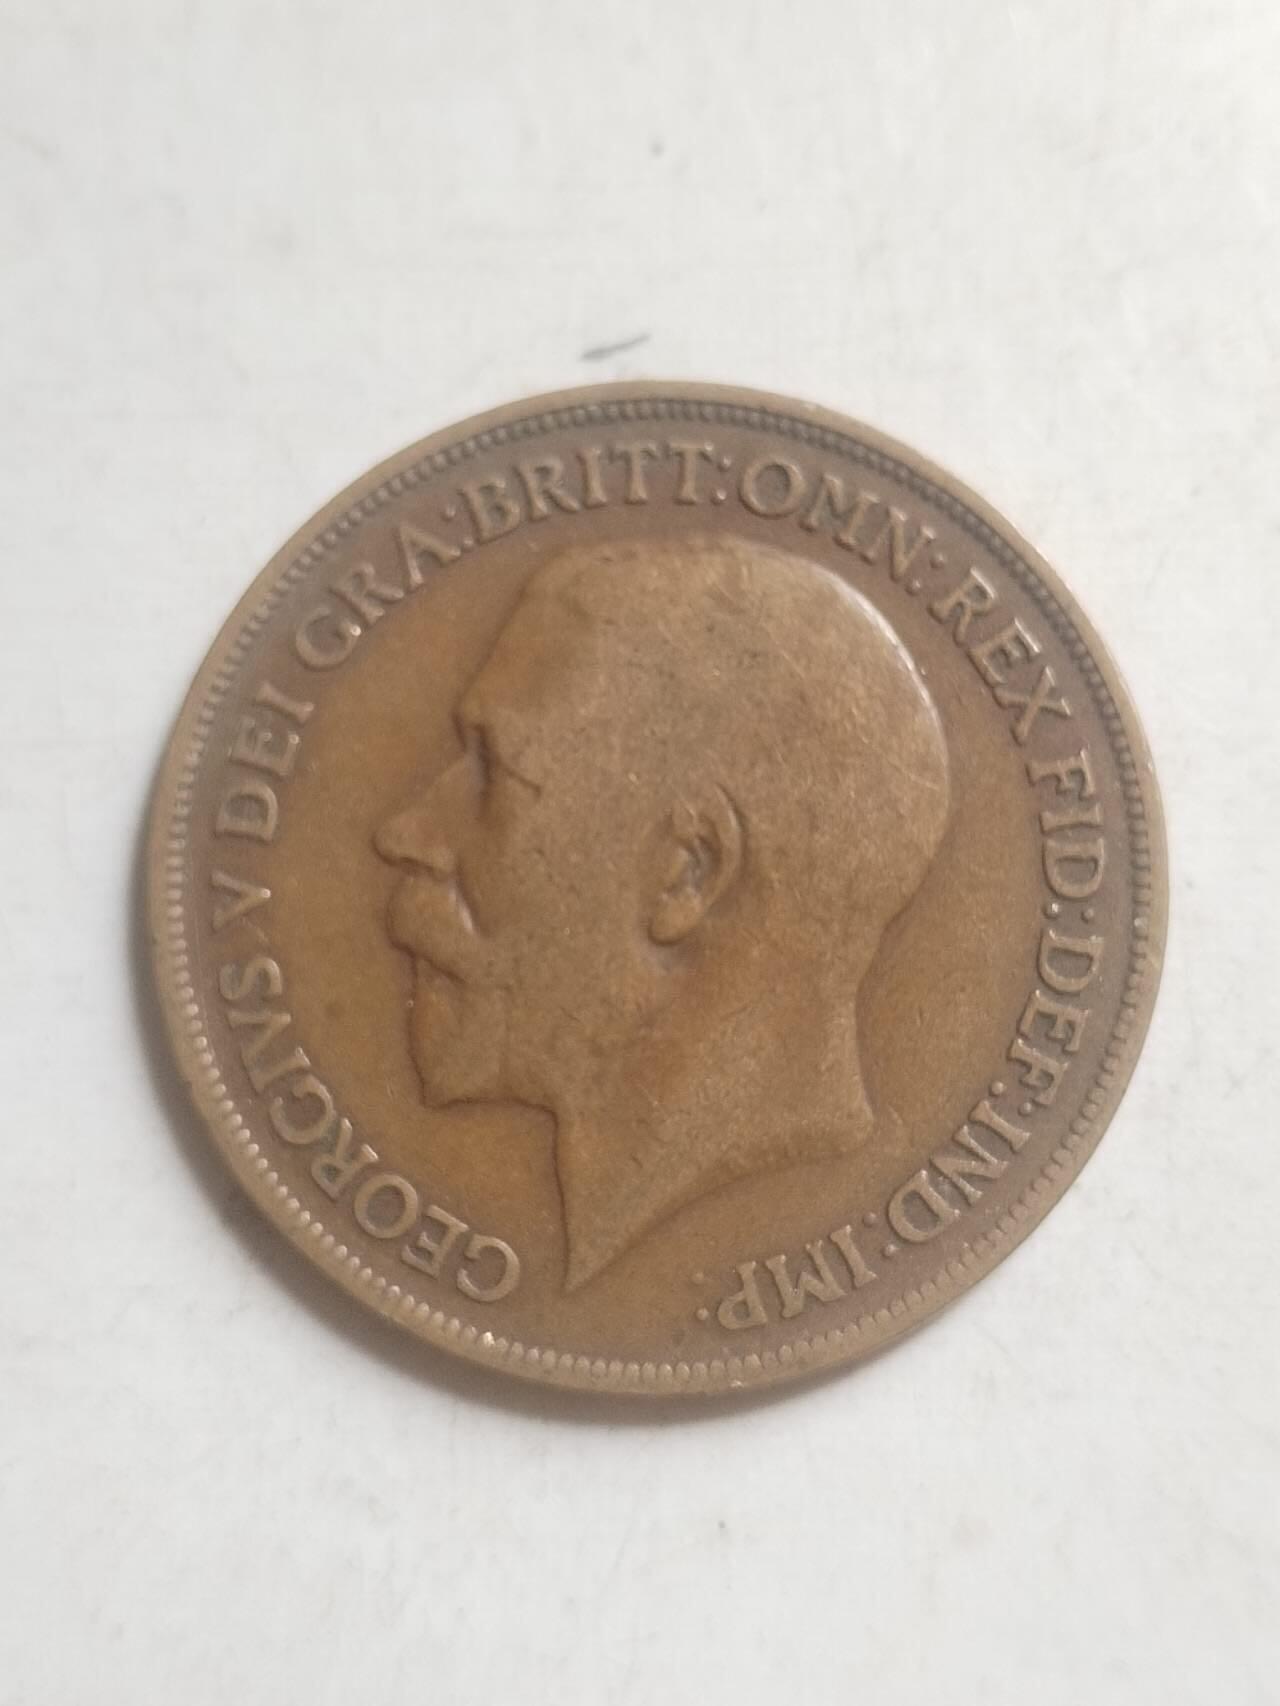 GEORGIVS V DEI GRA:BRITT:OMN:REX FID:DEF:IND:IMP: